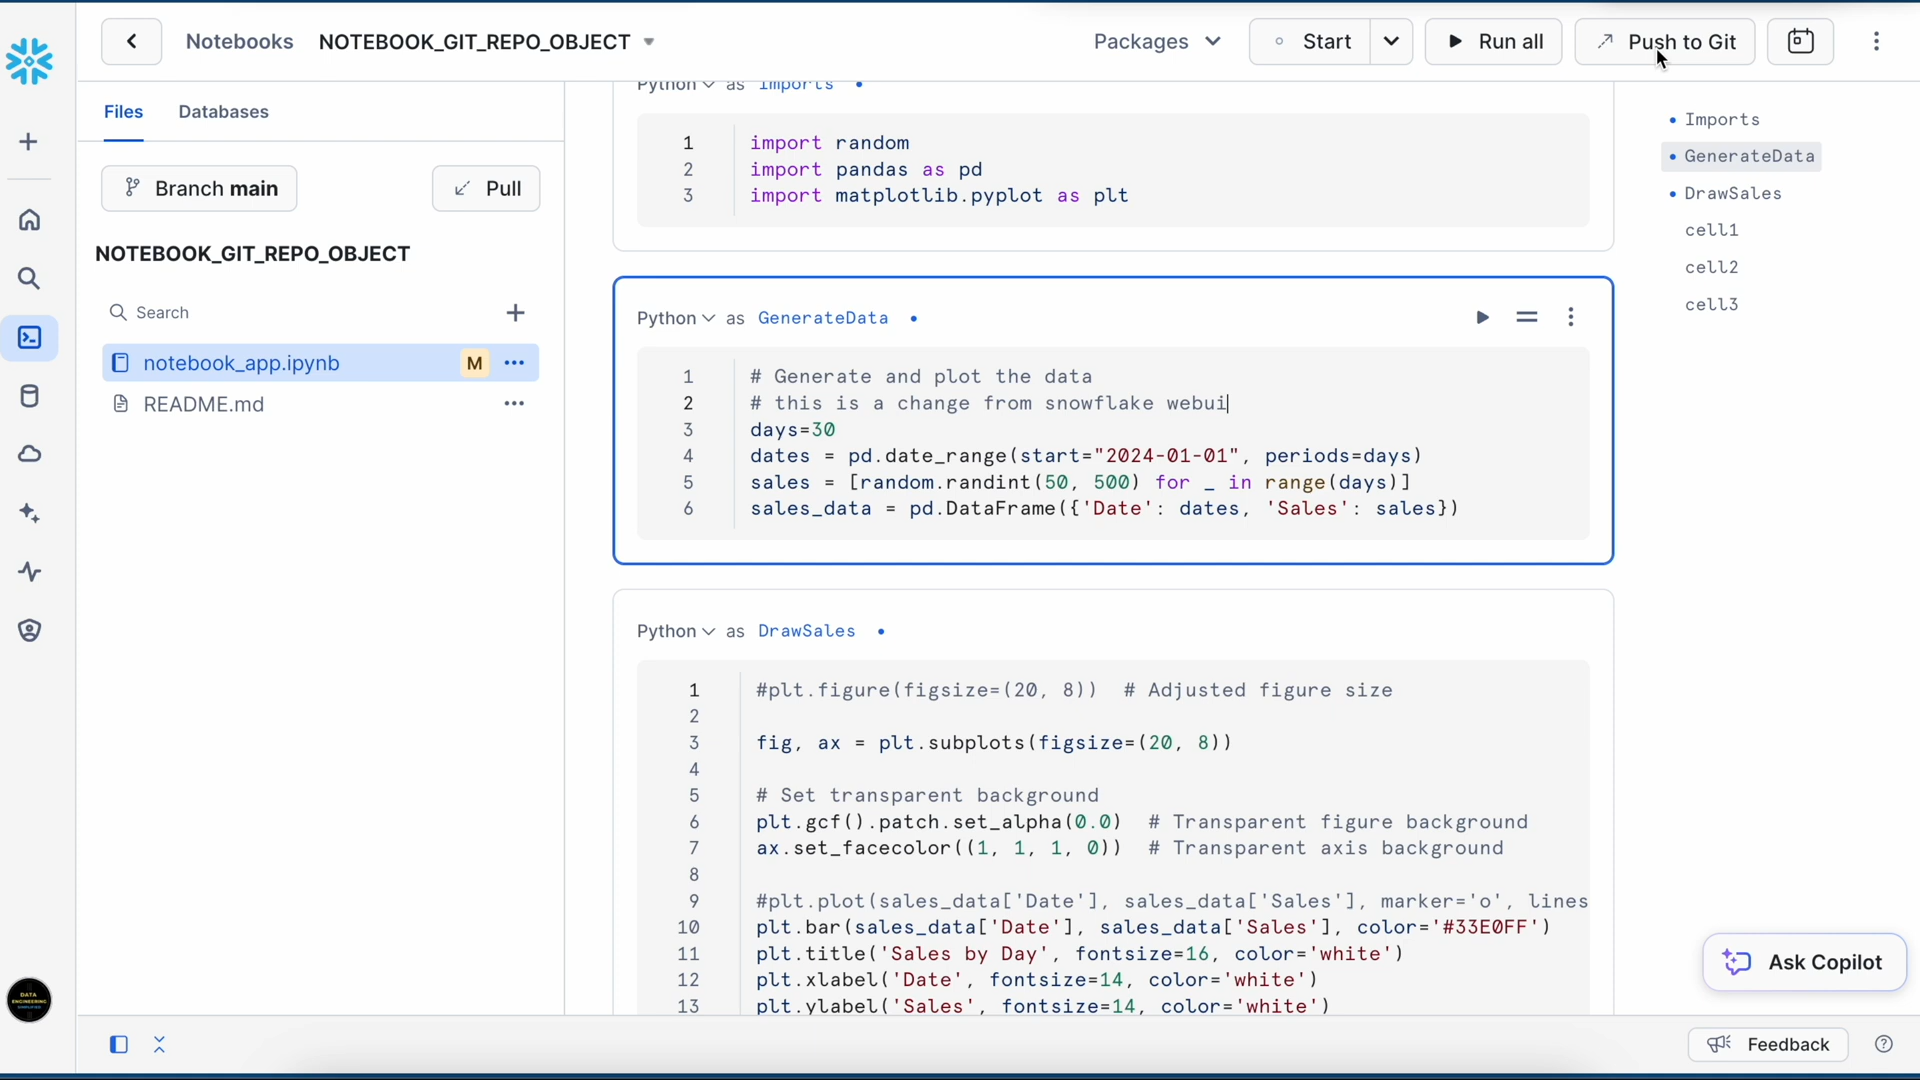 Notebooks NOTEBOOK_GIT_REPO_OBJECT
Packages Start Run all Push to Git
Files Databases
Branch main Pull
NOTEBOOK_GIT_REPO_OBJECT
Search
notebook_app.ipynb M
README.md
Python as Imports
1 import random
2 import pandas as pd
3 import matplotlib.pyplot as plt
Python as GenerateData
1 # Generate and plot the data
2 # this is a change from snowflake webui
3 days=30
4 dates = pd.date_range(start="2024-01-01", periods=days)
5 sales = [random.randint(50, 500) for _ in range(days)]
6 sales_data = pd.DataFrame({'Date': dates, 'Sales': sales})
Python as DrawSales
1 #plt.figure(figsize=(20, 8)) # Adjusted figure size
2
3 fig, ax = plt.subplots(figsize=(20, 8))
4
5 # Set transparent background
6 plt.gcf().patch.set_alpha(0.0) # Transparent figure background
7 ax.set_facecolor((1, 1, 1, 0)) # Transparent axis background
8
9 #plt.plot(sales_data['Date'], sales_data['Sales'], marker='o', lines
10 plt.bar(sales_data['Date'], sales_data['Sales'], color='#33E0FF')
11 plt.title('Sales by Day', fontsize=16, color='white')
12 plt.xlabel('Date', fontsize=14, color='white')
13 plt.ylabel('Sales', fontsize=14, color='white')
Imports
GenerateData
DrawSales
cell1
cell2
cell3
Ask Copilot
DATA
ENGINEERING
SIMPLIFIED
Feedback